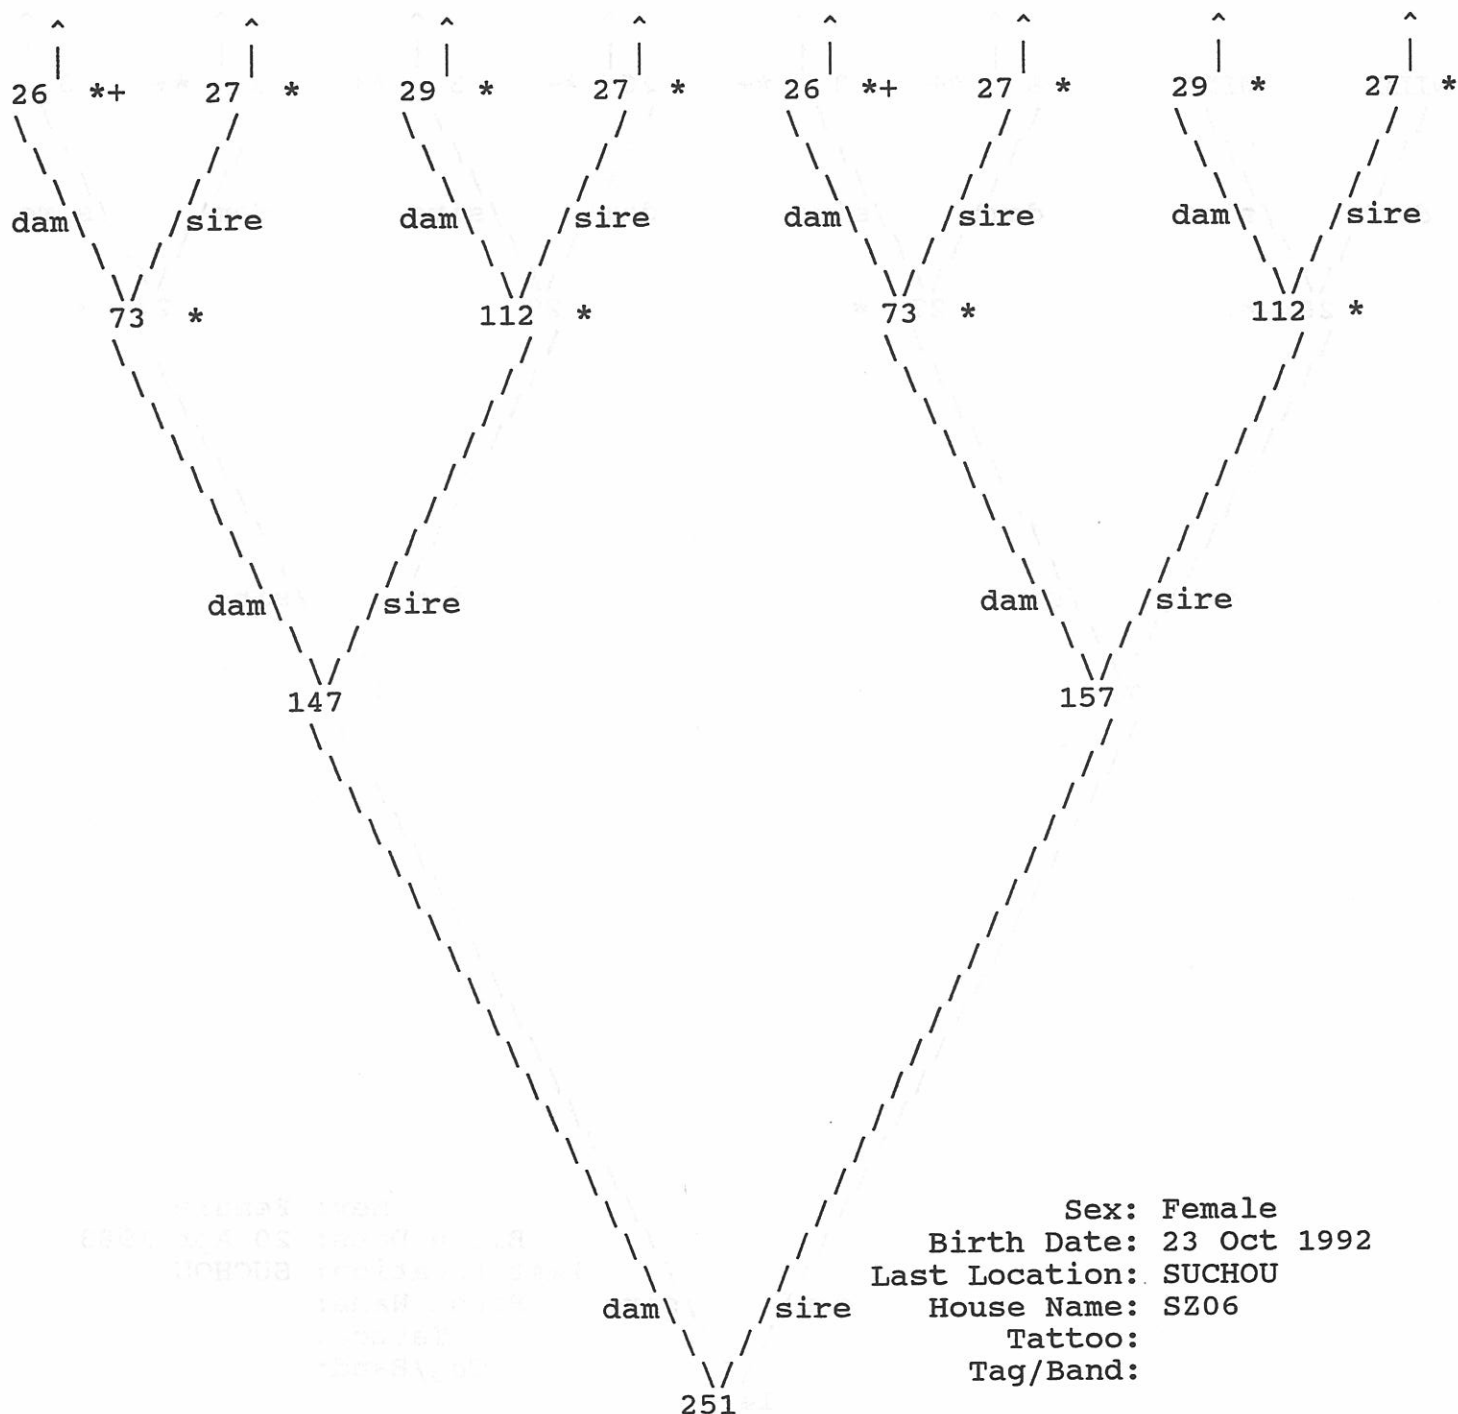 ^ ^ ^ ^ ^ ^ ^ ^
| | | | | | | |
26 *+ 27 * 29 * 27 * 26 *+ 27 * 29 * 27 *
dam sire dam sire dam sire dam sire
73 * 112 * 73 * 112 *
dam sire dam sire
147 157
Sex: Female
Birth Date: 23 Oct 1992
Last Location: SUCHOU
House Name: SZ06
dam sire
Tattoo:
Tag/Band:
251